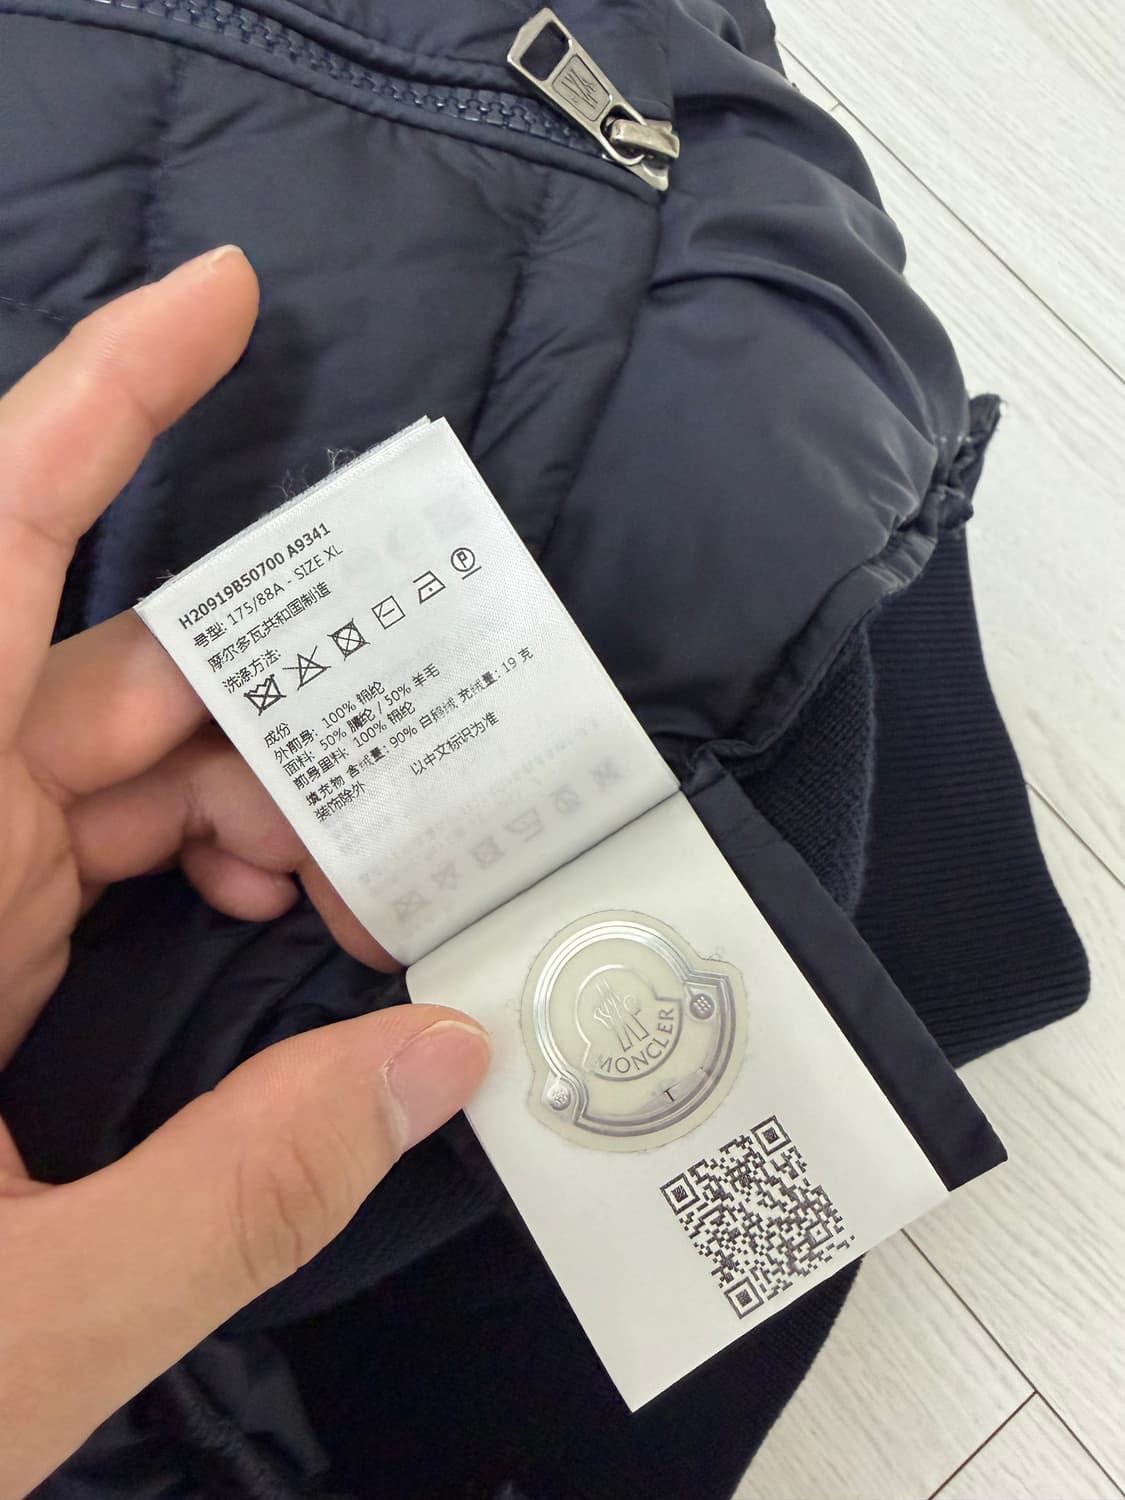 H20919B50700 A9341
号型: 175/88A - SIZE XL
摩尔多瓦共和国制造
洗涤方法:
P
成份
外前身: 100% 锦纶
面料: 50% 腈纶 / 50% 羊毛
前身里料: 100% 锦纶
填充物 含绒量: 90% 白鹅绒 充绒量: 19 克
装饰除外
以中文标识为准
MONCLER
T